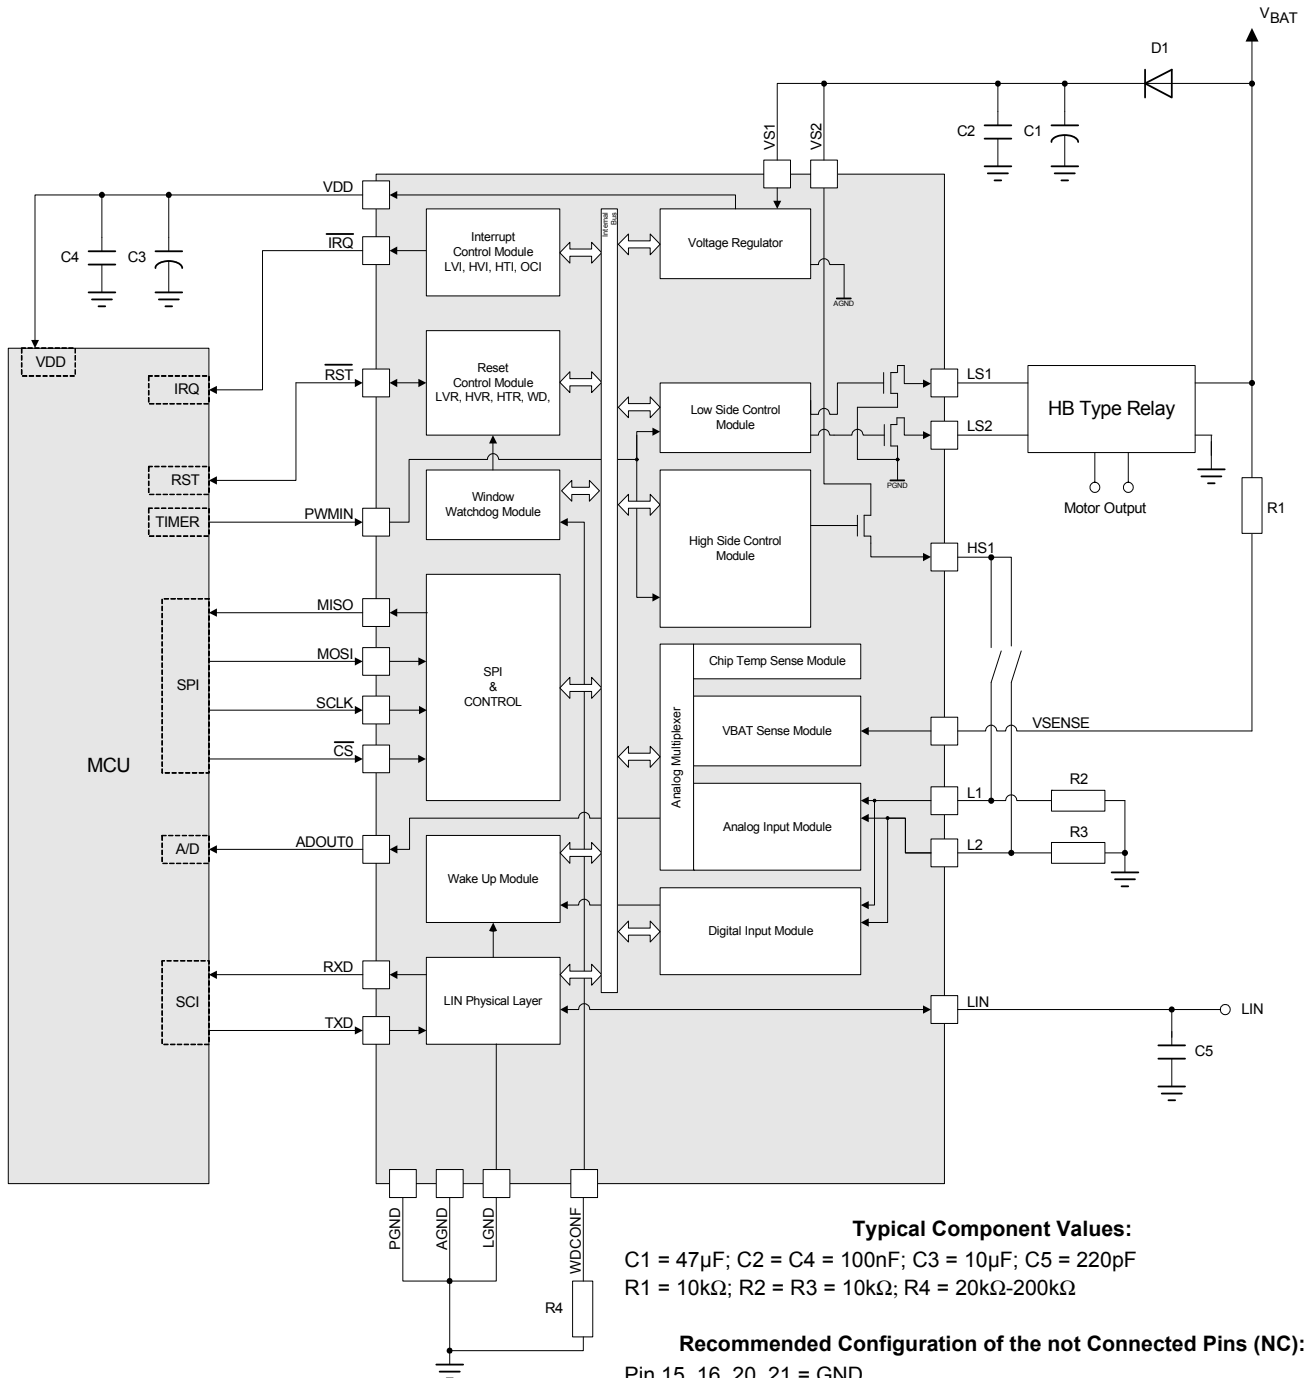 VBAT
D1
C2
C1
VS1
VS2
VDD
IRQ
C4
C3
Interrupt
Control Module
LVI, HVI, HTI, OCI
Internal
Bus
Voltage Regulator
AGND
VDD
IRQ
RST
Reset
Control Module
LVR, HVR, HTR, WD,
Low Side Control
Module
LS1
LS2
HB Type Relay
PGND
Motor Output
R1
RST
TIMER
PWMIN
Window
Watchdog Module
High Side Control
Module
HS1
MISO
MOSI
SPI
SCLK
CS
SPI
&
CONTROL
Analog Multiplexer
Chip Temp Sense Module
VBAT Sense Module
VSENSE
MCU
Analog Input Module
L1
R2
L2
R3
A/D
ADOUT0
Wake Up Module
Digital Input Module
SCI
RXD
TXD
LIN Physical Layer
LIN
LIN
C5
PGND
AGND
LGND
WDCONF
R4
Typical Component Values:
C1 = 47µF; C2 = C4 = 100nF; C3 = 10µF; C5 = 220pF
R1 = 10kΩ; R2 = R3 = 10kΩ; R4 = 20kΩ-200kΩ
Recommended Configuration of the not Connected Pins (NC):
Pin 15, 16, 20, 21 = GND